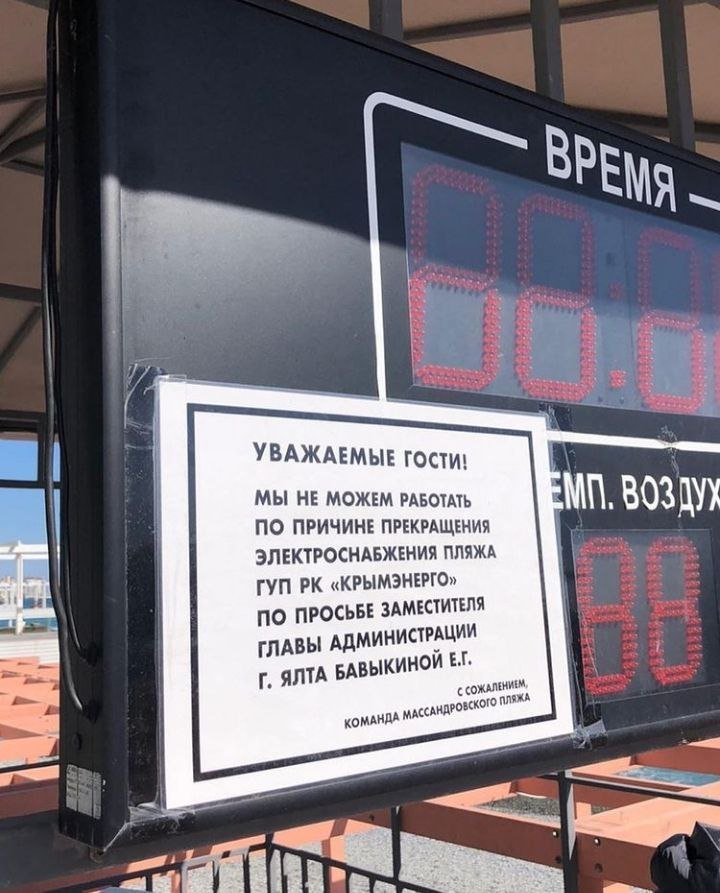 ВРЕМЯ
УВАЖАЕМЫЕ ГОСТИ!
МЫ НЕ МОЖЕМ РАБОТАТЬ
ПО ПРИЧИНЕ ПРЕКРАЩЕНИЯ
ЭЛЕКТРОСНАБЖЕНИЯ ПЛЯЖА
ГУП РК «КРЫМЭНЕРГО»
ПО ПРОСЬБЕ ЗАМЕСТИТЕЛЯ
ГЛАВЫ АДМИНИСТРАЦИИ
Г. ЯЛТА БАВЫКИНОЙ Е.Г.
С СОЖАЛЕНИЕМ,
КОМАНДА МАССАНДРОВСКОГО ПЛЯЖА
ЕМП. ВОЗДУХ